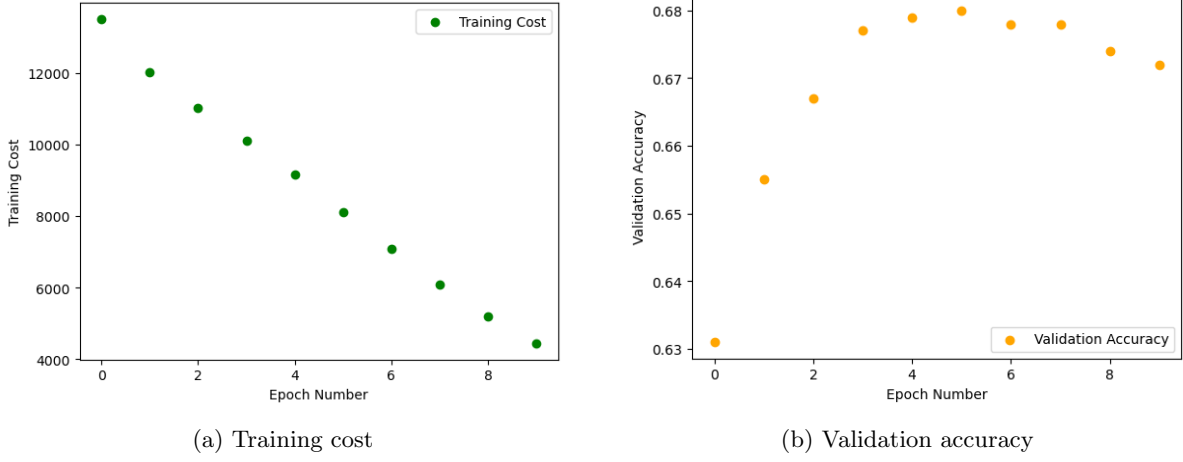 Training Cost
12000
10000
8000
6000
4000
Training Cost
0 2 4 6 8
Epoch Number
(a) Training cost
0.68
0.67
0.66
0.65
0.64
0.63
Validation Accuracy
Validation Accuracy
0 2 4 6 8
Epoch Number
(b) Validation accuracy